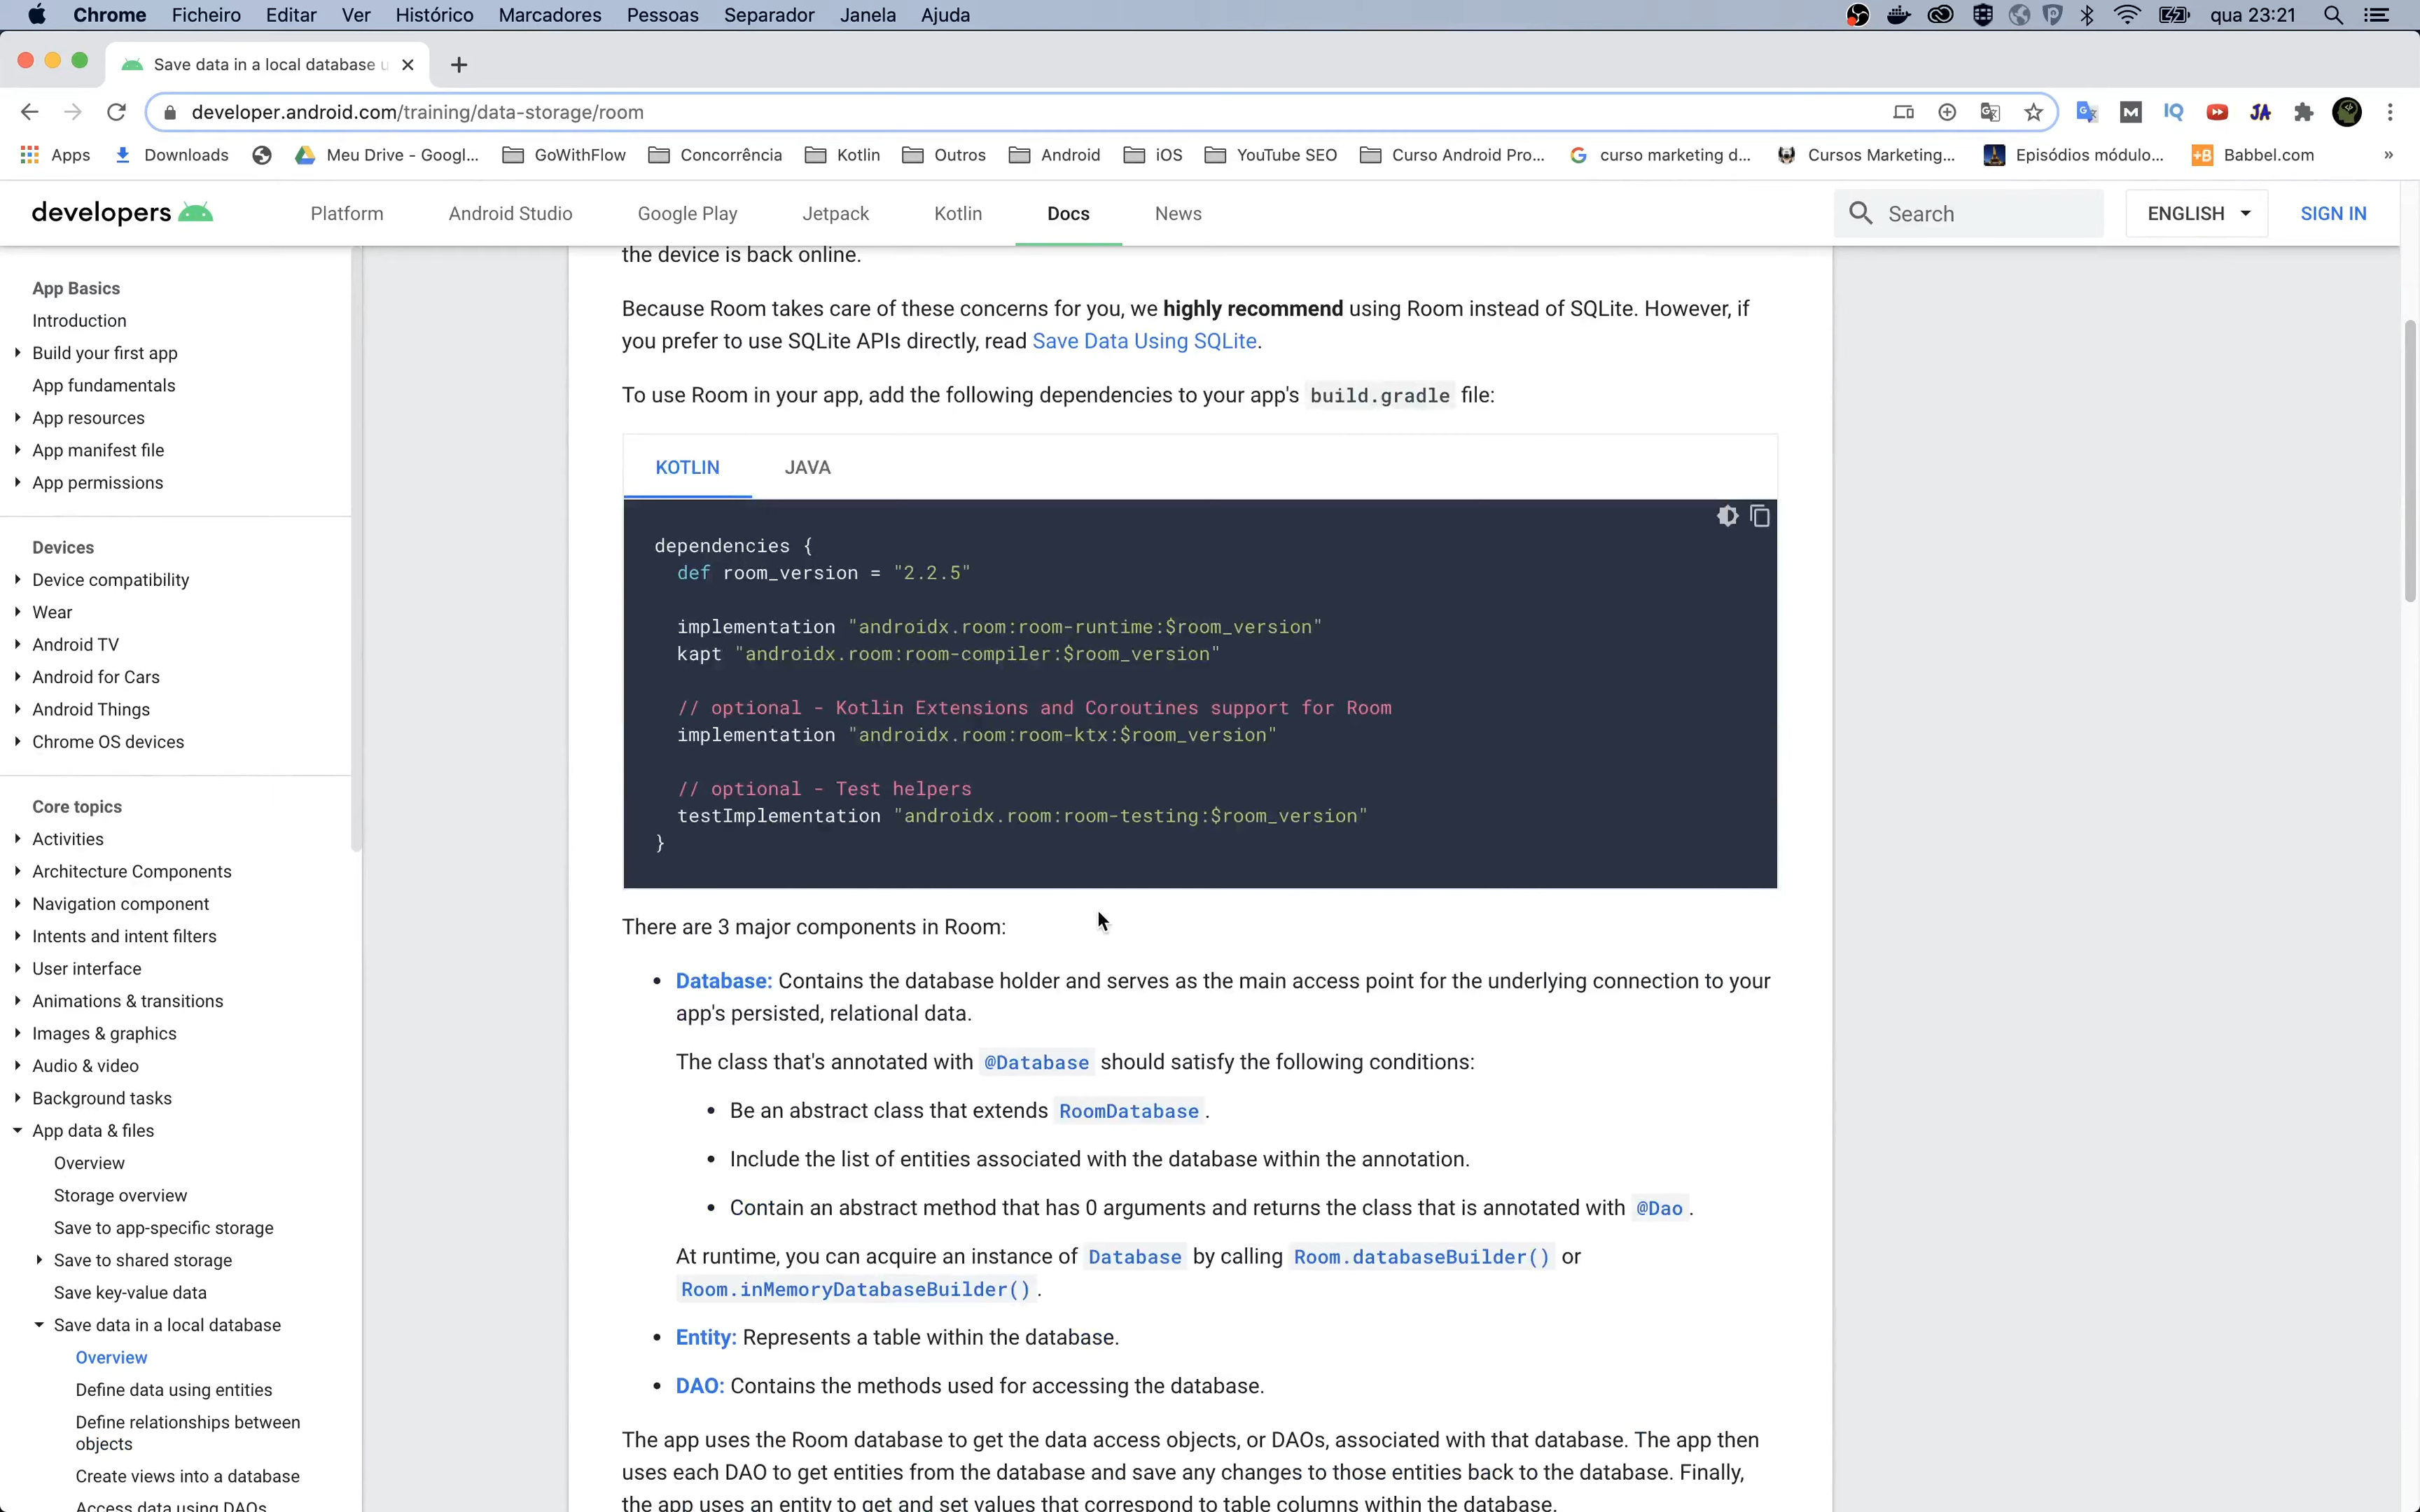 Chrome Ficheiro Editar Ver Histórico Marcadores Pessoas Separador Janela Ajuda qua 23:21
Save data in a local database u
developer.android.com/training/data-storage/room
Apps Downloads Meu Drive - Googl... GoWithFlow Concorrência Kotlin Outros Android iOS YouTube SEO Curso Android Pro... curso marketing d... Cursos Marketing... Episódios módulo... Babbel.com »
developers Platform Android Studio Google Play Jetpack Kotlin Docs News Search ENGLISH SIGN IN
App Basics
Introduction
Build your first app
App fundamentals
App resources
App manifest file
App permissions
Devices
Device compatibility
Wear
Android TV
Android for Cars
Android Things
Chrome OS devices
Core topics
Activities
Architecture Components
Navigation component
Intents and intent filters
User interface
Animations & transitions
Images & graphics
Audio & video
Background tasks
App data & files
Overview
Storage overview
Save to app-specific storage
Save to shared storage
Save key-value data
Save data in a local database
Overview
Define data using entities
Define relationships between
objects
Create views into a database
Access data using DAOs
the device is back online.
Because Room takes care of these concerns for you, we highly recommend using Room instead of SQLite. However, if
you prefer to use SQLite APIs directly, read Save Data Using SQLite.
To use Room in your app, add the following dependencies to your app's build.gradle file:
KOTLIN JAVA
dependencies {
def room_version = "2.2.5"
implementation "androidx.room:room-runtime:$room_version"
kapt "androidx.room:room-compiler:$room_version"
// optional - Kotlin Extensions and Coroutines support for Room
implementation "androidx.room:room-ktx:$room_version"
// optional - Test helpers
testImplementation "androidx.room:room-testing:$room_version"
}
There are 3 major components in Room:
• Database: Contains the database holder and serves as the main access point for the underlying connection to your
app's persisted, relational data.
The class that's annotated with @Database should satisfy the following conditions:
• Be an abstract class that extends RoomDatabase.
• Include the list of entities associated with the database within the annotation.
• Contain an abstract method that has 0 arguments and returns the class that is annotated with @Dao.
At runtime, you can acquire an instance of Database by calling Room.databaseBuilder() or
Room.inMemoryDatabaseBuilder().
• Entity: Represents a table within the database.
• DAO: Contains the methods used for accessing the database.
The app uses the Room database to get the data access objects, or DAOs, associated with that database. The app then
uses each DAO to get entities from the database and save any changes to those entities back to the database. Finally,
the app uses an entity to get and set values that correspond to table columns within the database.